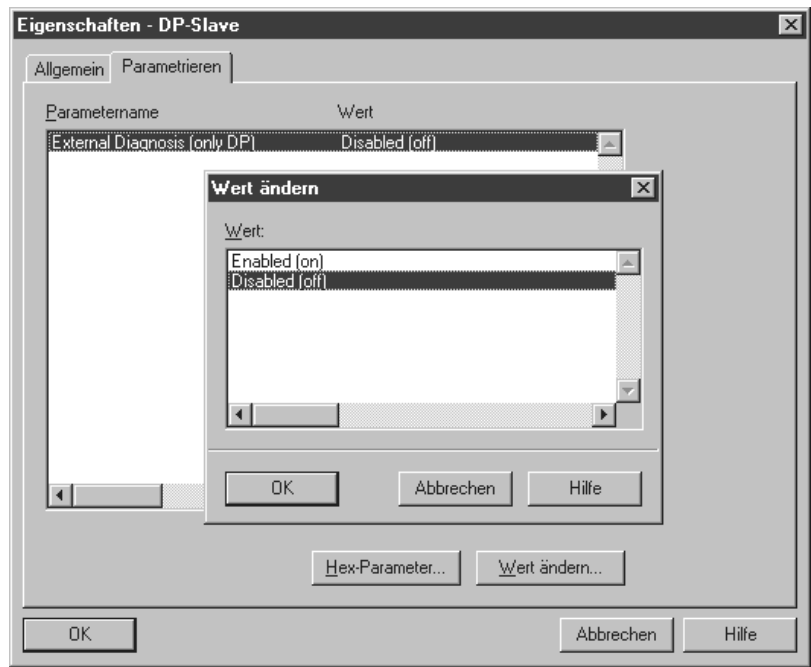 Eigenschaften - DP-Slave
Allgemein Parametrieren
Parametername Wert
External Diagnosis (only DP) Disabled (off)
Wert ändern
Wert:
Enabled (on)
Disabled (off)
OK Abbrechen Hilfe
Hex-Parameter... Wert ändern...
OK Abbrechen Hilfe